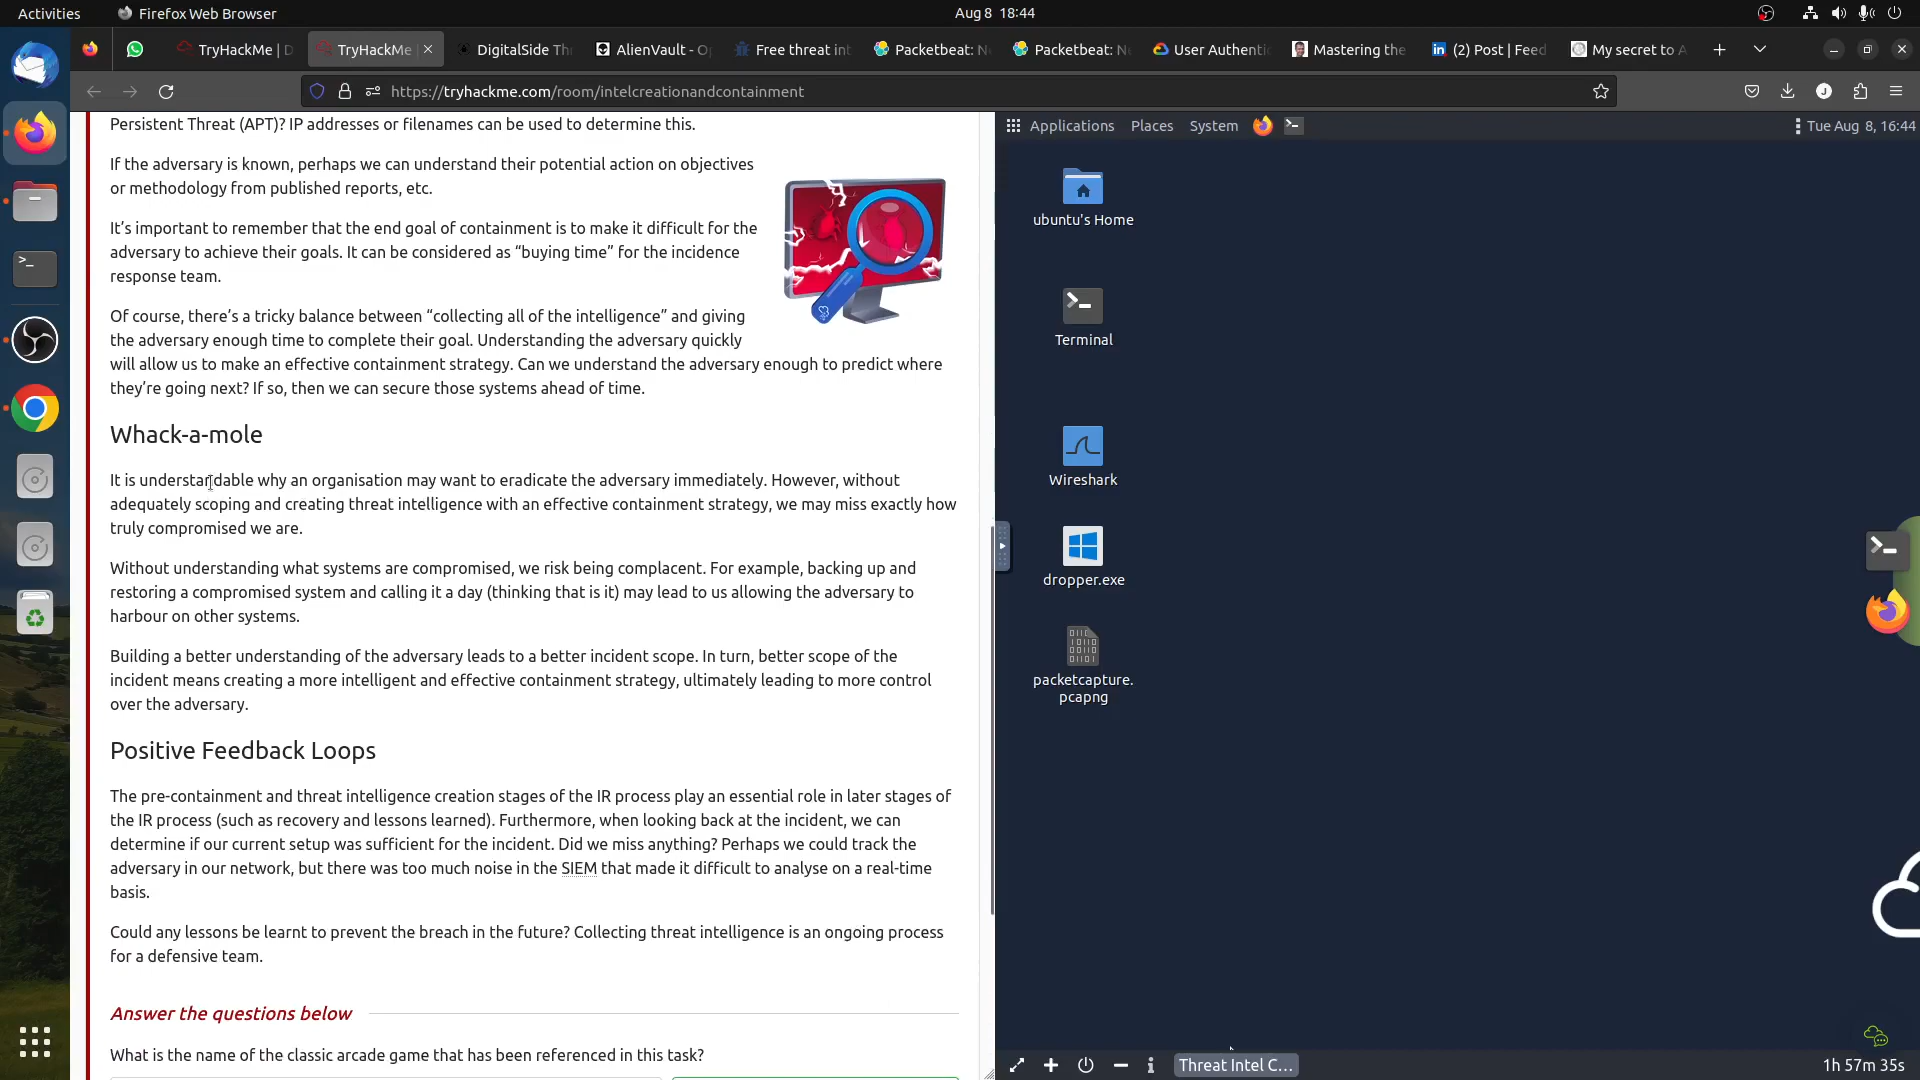 Activities
Firefox Web Browser
Aug 8 18:44
TryHackMe | D
TryHackMe
DigitalSide Th
AlienVault - O
Free threat in
Packetbeat: N
Packetbeat: N
User Authenti
Mastering the
(2) Post | Feed
My secret to A
https://tryhackme.com/room/intelcreationandcontainment
Persistent Threat (APT)? IP addresses or filenames can be used to determine this.
If the adversary is known, perhaps we can understand their potential action on objectives
or methodology from published reports, etc.
It’s important to remember that the end goal of containment is to make it difficult for the
adversary to achieve their goals. It can be considered as “buying time” for the incidence
response team.
Of course, there’s a tricky balance between “collecting all of the intelligence” and giving
the adversary enough time to complete their goal. Understanding the adversary quickly
will allow us to make an effective containment strategy. Can we understand the adversary enough to predict where
they’re going next? If so, then we can secure those systems ahead of time.
Whack-a-mole
It is understandable why an organisation may want to eradicate the adversary immediately. However, without
adequately scoping and creating threat intelligence with an effective containment strategy, we may miss exactly how
truly compromised we are.
Without understanding what systems are compromised, we risk being complacent. For example, backing up and
restoring a compromised system and calling it a day (thinking that is it) may lead to us allowing the adversary to
harbour on other systems.
Building a better understanding of the adversary leads to a better incident scope. In turn, better scope of the
incident means creating a more intelligent and effective containment strategy, ultimately leading to more control
over the adversary.
Positive Feedback Loops
The pre-containment and threat intelligence creation stages of the IR process play an essential role in later stages of
the IR process (such as recovery and lessons learned). Furthermore, when looking back at the incident, we can
determine if our current setup was sufficient for the incident. Did we miss anything? Perhaps we could track the
adversary in our network, but there was too much noise in the SIEM that made it difficult to analyse on a real-time
basis.
Could any lessons be learnt to prevent the breach in the future? Collecting threat intelligence is an ongoing process
for a defensive team.
Answer the questions below
What is the name of the classic arcade game that has been referenced in this task?
Applications Places System
Tue Aug 8, 16:44
ubuntu's Home
Terminal
Wireshark
dropper.exe
packetcapture.
pcapng
Threat Intel C...
1h 57m 35s